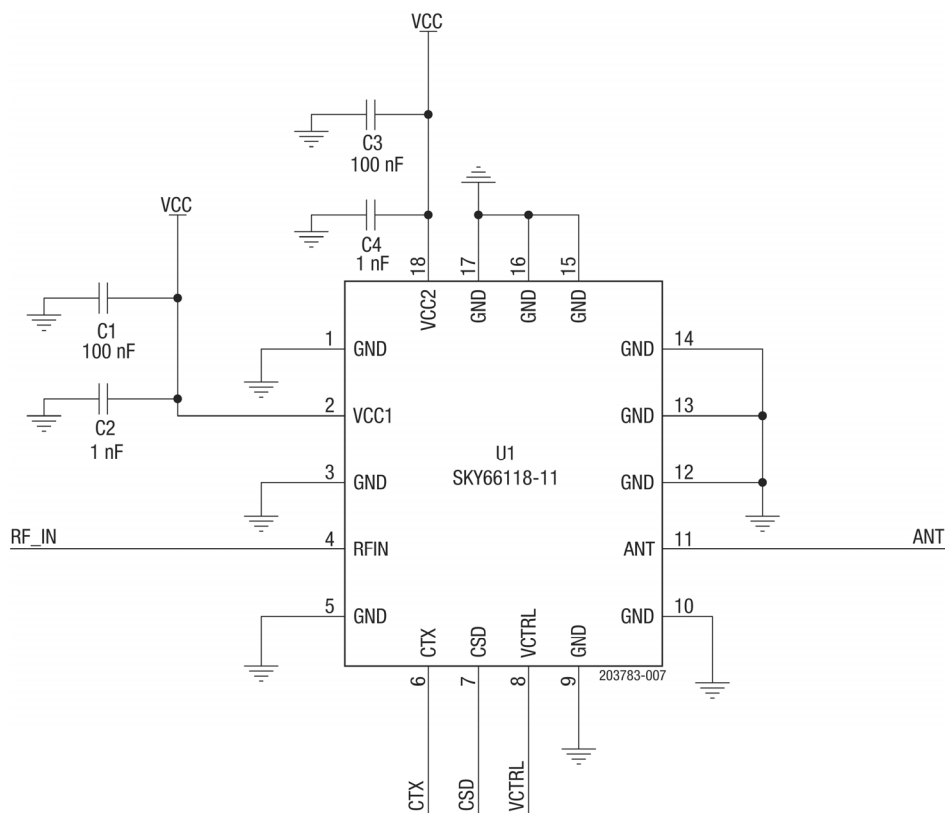 VCC
C3
100 nF
VCC
C4
1 nF
18
17
16
15
VCC2
GND
GND
GND
C1
100 nF
1
GND
GND
14
C2
1 nF
2
VCC1
GND
13
U1
SKY66118-11
3
GND
GND
12
RF_IN
4
RFIN
ANT
11
ANT
5
GND
GND
10
CTX
CSD
VCTRL
GND
203783-007
6
7
8
9
CTX
CSD
VCTRL